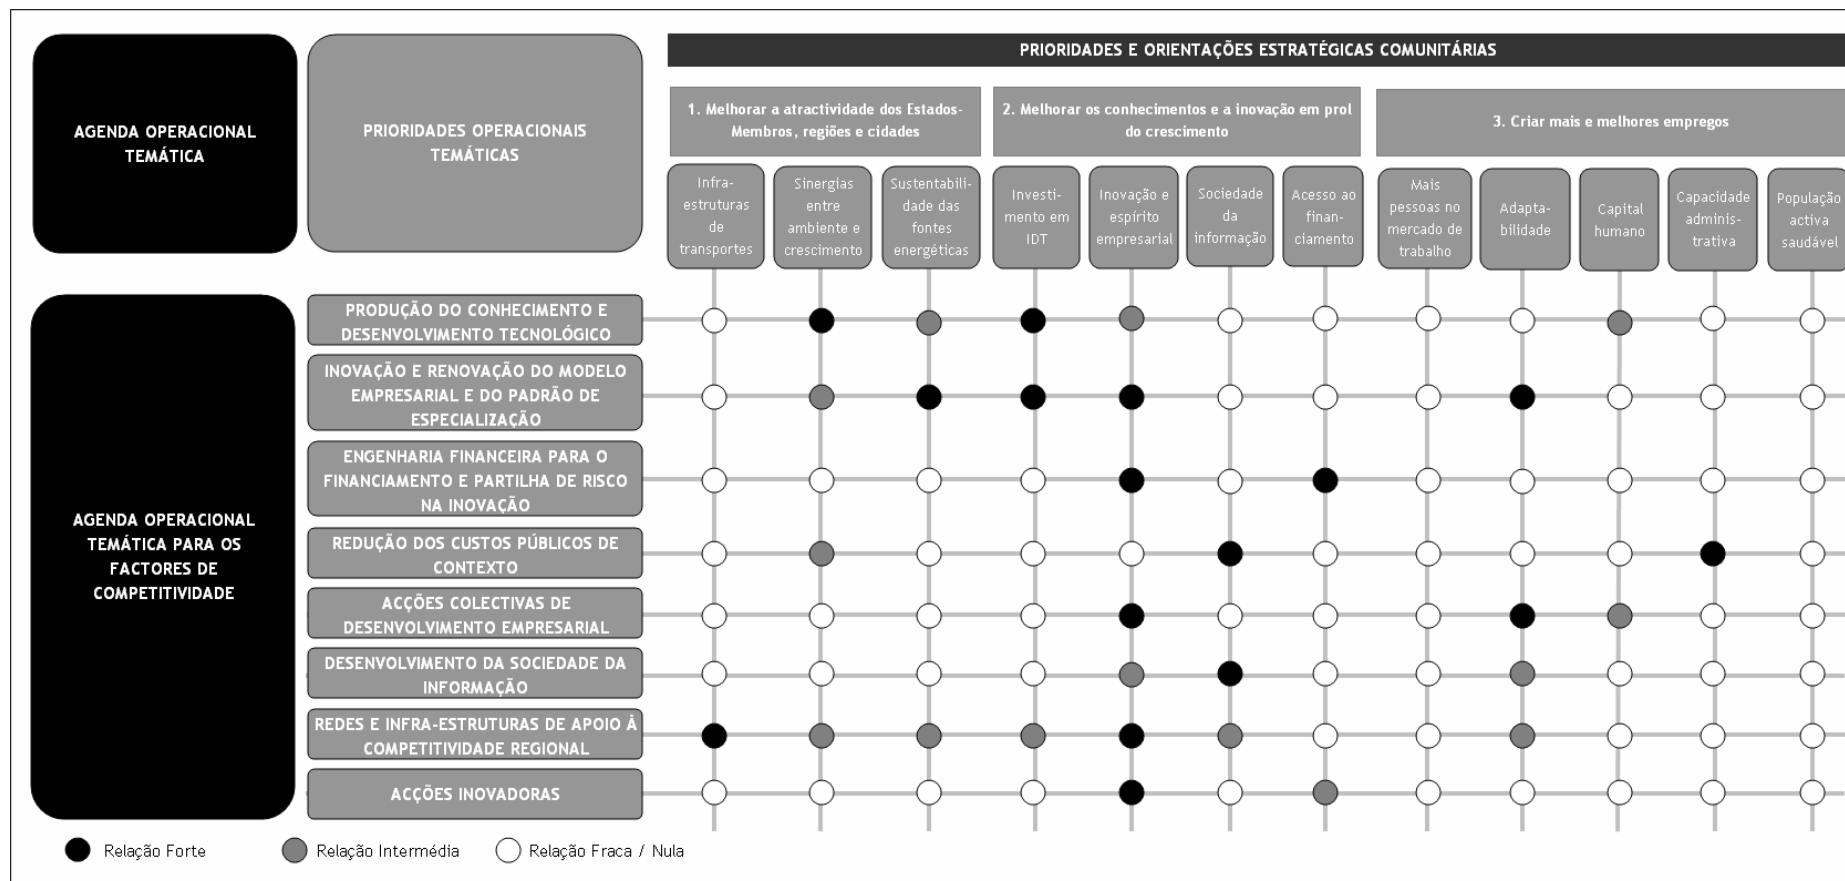 AGENDA OPERACIONAL
TEMÁTICA
PRIORIDADES OPERACIONAIS
TEMÁTICAS
PRIORIDADES E ORIENTAÇÕES ESTRATÉGICAS COMUNITÁRIAS
1. Melhorar a atractividade dos Estados-
Membros, regiões e cidades
2. Melhorar os conhecimentos e a inovação em prol
do crescimento
3. Criar mais e melhores empregos
Infra-
estruturas
de
transportes
Sinergias
entre
ambiente e
crescimento
Sustentabili-
dade das
fontes
energéticas
Investi-
mento em
IDT
Inovação e
espírito
empresarial
Sociedade
da
informação
Acesso ao
finan-
ciamento
Mais
pessoas no
mercado de
trabalho
Adapta-
bilidade
Capital
humano
Capacidade
adminis-
trativa
População
activa
saudável
AGENDA OPERACIONAL
TEMÁTICA PARA OS
FACTORES DE
COMPETITIVIDADE
PRODUÇÃO DO CONHECIMENTO E
DESENVOLVIMENTO TECNOLÓGICO
INOVAÇÃO E RENOVAÇÃO DO MODELO
EMPRESARIAL E DO PADRÃO DE
ESPECIALIZAÇÃO
ENGENHARIA FINANCEIRA PARA O
FINANCIAMENTO E PARTILHA DE RISCO
NA INOVAÇÃO
REDUÇÃO DOS CUSTOS PÚBLICOS DE
CONTEXTO
ACÇÕES COLECTIVAS DE
DESENVOLVIMENTO EMPRESARIAL
DESENVOLVIMENTO DA SOCIEDADE DA
INFORMAÇÃO
REDES E INFRA-ESTRUTURAS DE APOIO À
COMPETITIVIDADE REGIONAL
ACÇÕES INOVADORAS
Relação Forte
Relação Intermédia
Relação Fraca / Nula